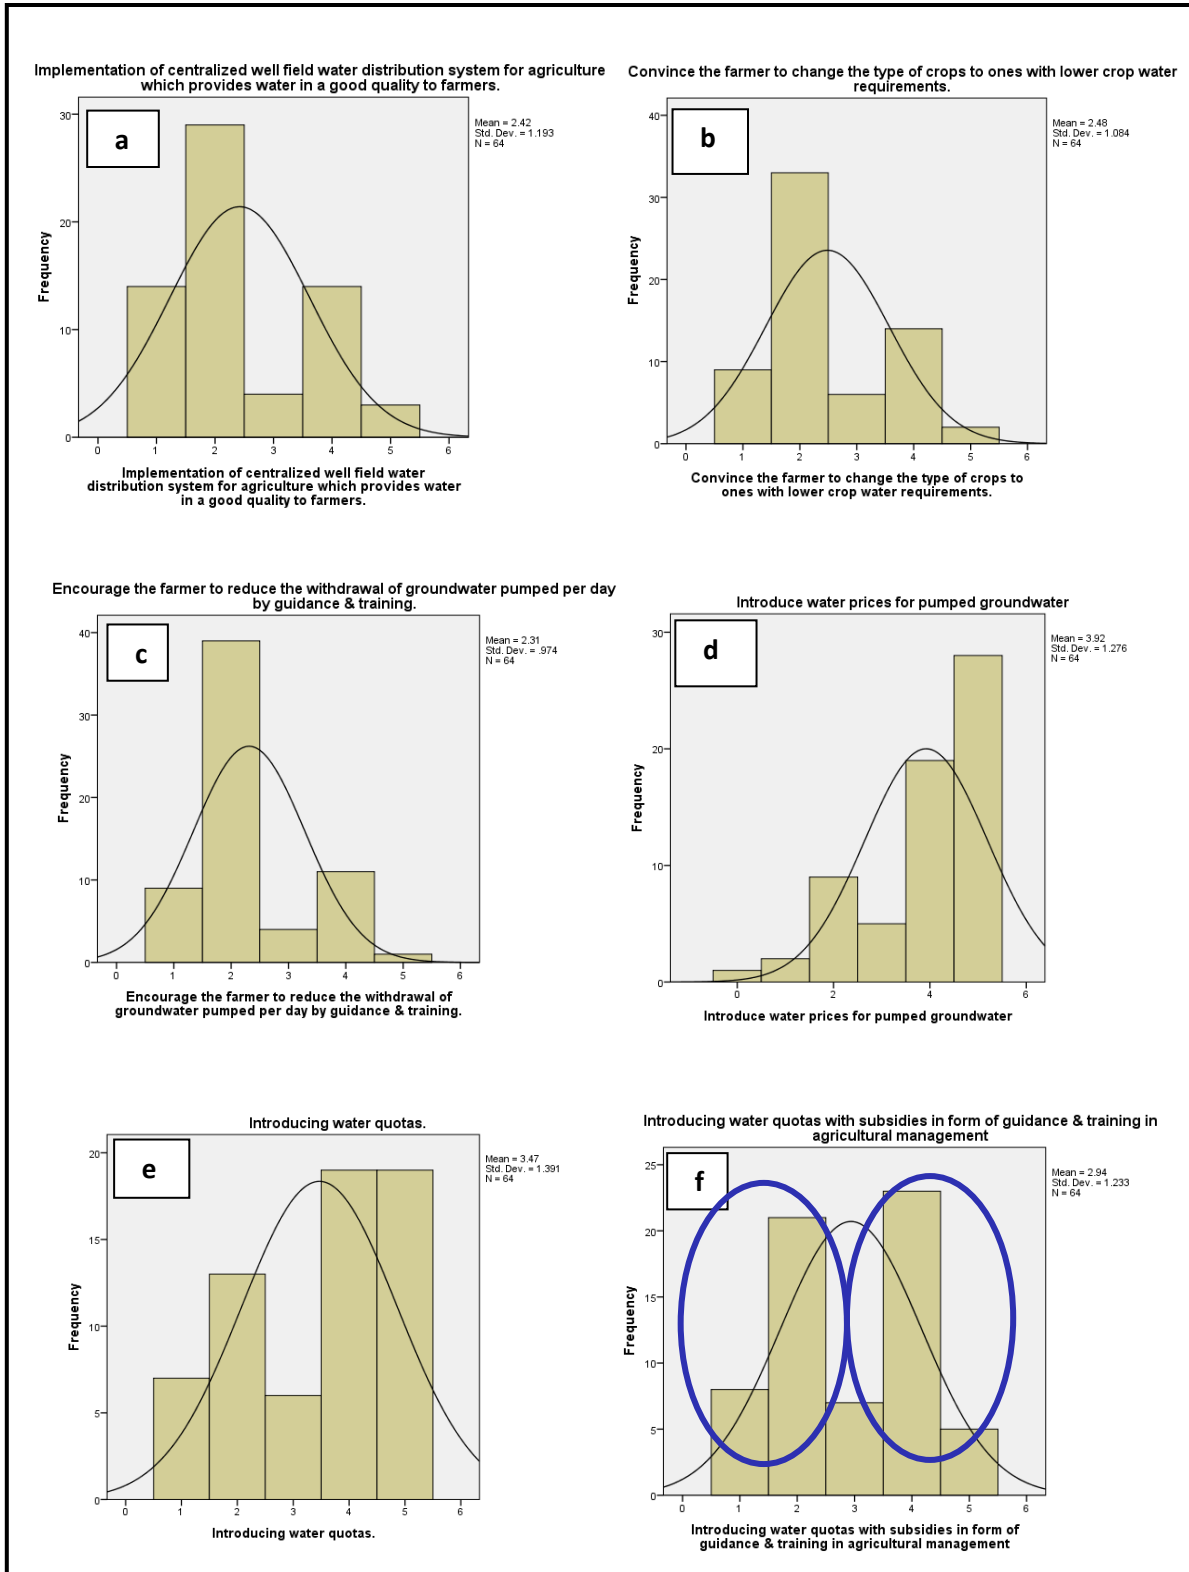 Implementation of centralized well field water distribution system for agriculture
which provides water in a good quality to farmers.
a
Mean = 2.42
Std. Dev. = 1.193
N = 64
30
20
10
0
Frequency
0 1 2 3 4 5 6
Implementation of centralized well field water
distribution system for agriculture which provides water
in a good quality to farmers.
Convince the farmer to change the type of crops to ones with lower crop water
requirements.
b
Mean = 2.48
Std. Dev. = 1.084
N = 64
40
30
20
10
0
Frequency
0 1 2 3 4 5 6
Convince the farmer to change the type of crops to
ones with lower crop water requirements.
Encourage the farmer to reduce the withdrawal of groundwater pumped per day
by guidance & training.
c
Mean = 2.31
Std. Dev. = .974
N = 64
40
30
20
10
0
Frequency
0 1 2 3 4 5 6
Encourage the farmer to reduce the withdrawal of
groundwater pumped per day by guidance & training.
Introduce water prices for pumped groundwater
d
Mean = 3.92
Std. Dev. = 1.276
N = 64
30
20
10
0
Frequency
0 2 4 6
Introduce water prices for pumped groundwater
Introducing water quotas.
e
Mean = 3.47
Std. Dev. = 1.391
N = 64
20
15
10
5
0
Frequency
0 1 2 3 4 5 6
Introducing water quotas.
Introducing water quotas with subsidies in form of guidance & training in
agricultural management
f
Mean = 2.94
Std. Dev. = 1.233
N = 64
25
20
15
10
5
0
Frequency
0 1 2 3 4 5 6
Introducing water quotas with subsidies in form of
guidance & training in agricultural management